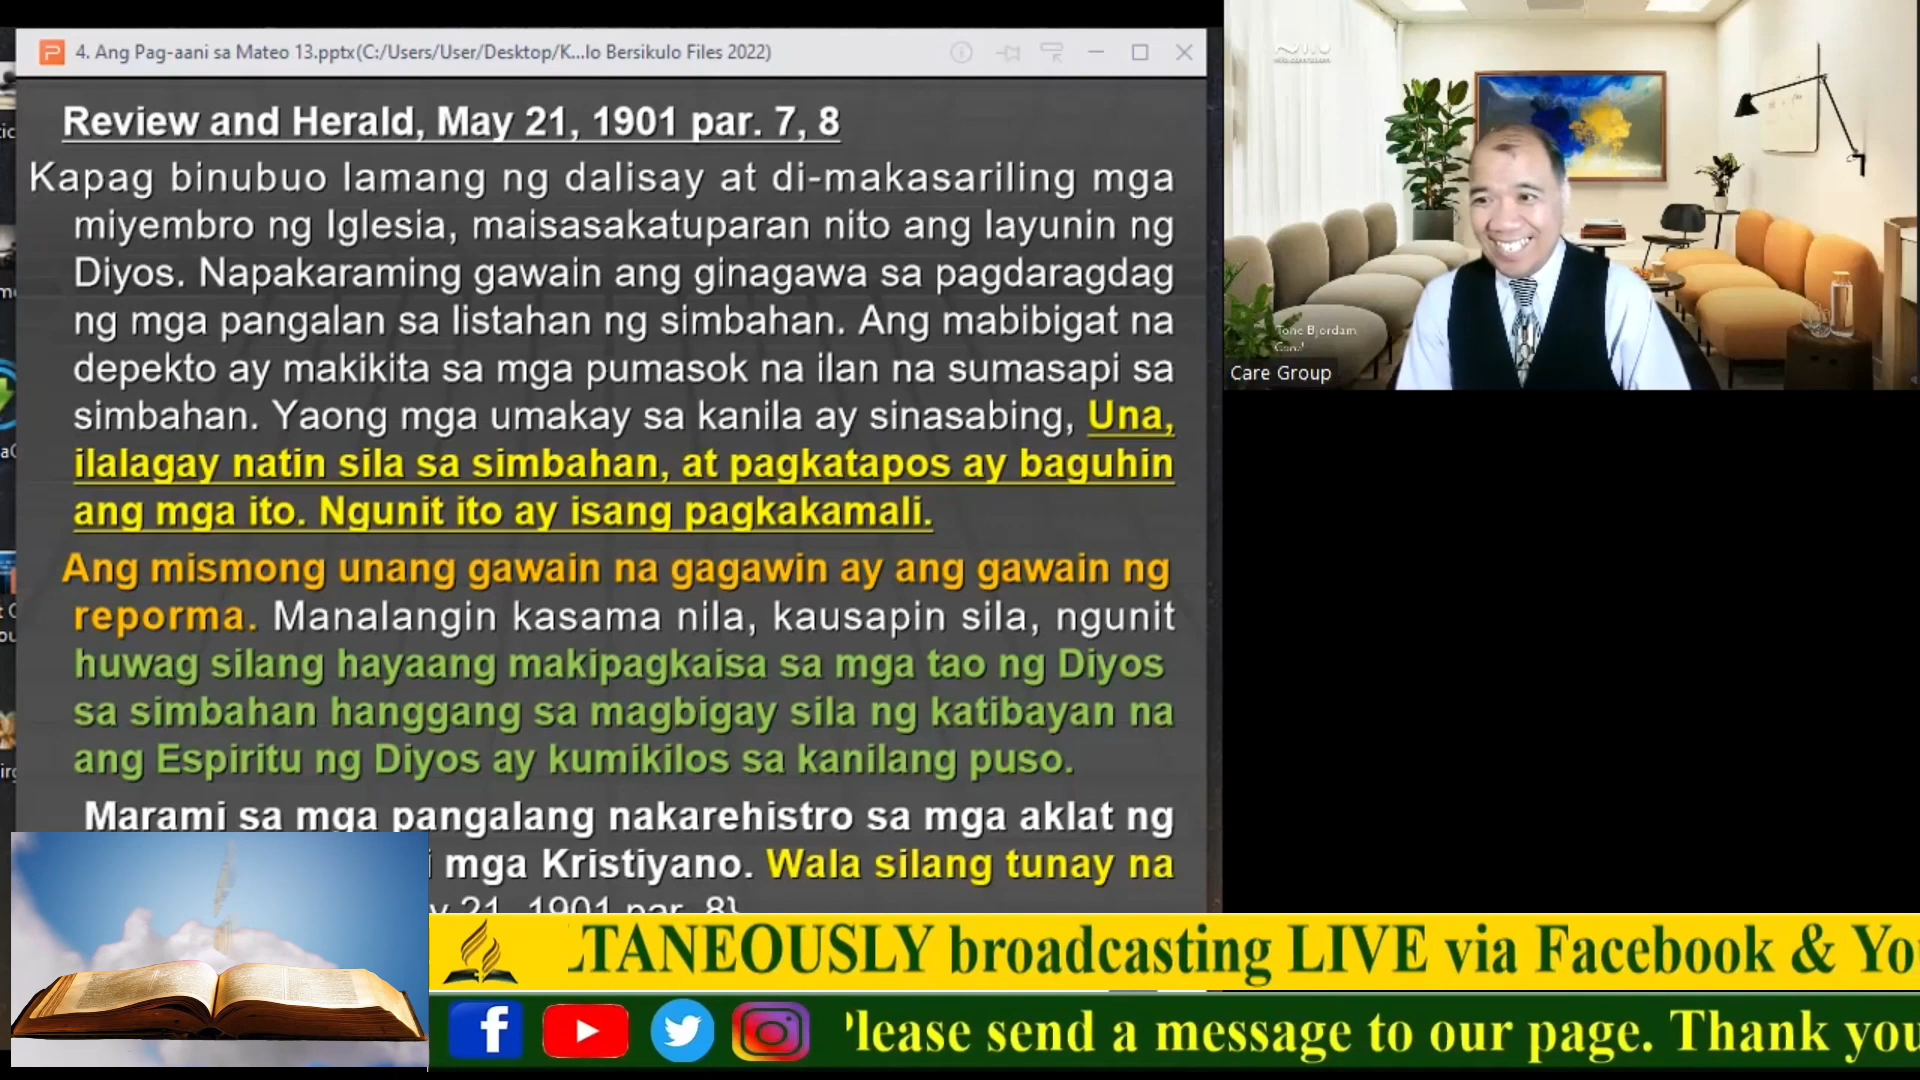 4. Ang Pag-aani sa Mateo 13.pptx(C:/Users/User/Desktop/K...lo Bersikulo Files 2022)
Review and Herald, May 21, 1901 par. 7, 8
Kapag binubuo lamang ng dalisay at di-makasariling mga
miyembro ng Iglesia, maisasakatuparan nito ang layunin ng
Diyos. Napakaraming gawain ang ginagawa sa pagdaragdag
ng mga pangalan sa listahan ng simbahan. Ang mabibigat na
depekto ay makikita sa mga pumasok na ilan na sumasapi sa
simbahan. Yaong mga umakay sa kanila ay sinasabing, Una,
ilalagay natin sila sa simbahan, at pagkatapos ay baguhin
ang mga ito. Ngunit ito ay isang pagkakamali.
Ang mismong unang gawain na gagawin ay ang gawain ng
reporma. Manalangin kasama nila, kausapin sila, ngunit
huwag silang hayaang makipagkaisa sa mga tao ng Diyos
sa simbahan hanggang sa magbigay sila ng katibayan na
ang Espiritu ng Diyos ay kumikilos sa kanilang puso.
Marami sa mga pangalang nakarehistro sa mga aklat ng
mga Kristiyano. Wala silang tunay na
21, 1901 par. 8}
Tone Bjordam
Care Group
TANEOUSLY broadcasting LIVE via Facebook & Yo
lease send a message to our page. Thank you